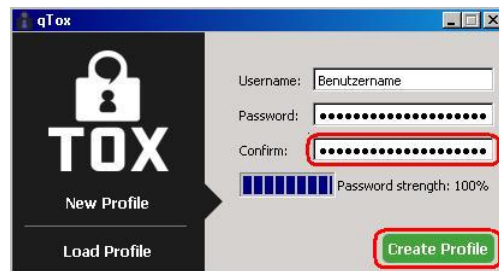 qTox
TOX
New Profile
Load Profile
Username: Benutzername
Password: ●●●●●●●●●●●●●●●●●●●●
Confirm: ●●●●●●●●●●●●●●●●●●●●
Password strength: 100%
Create Profile